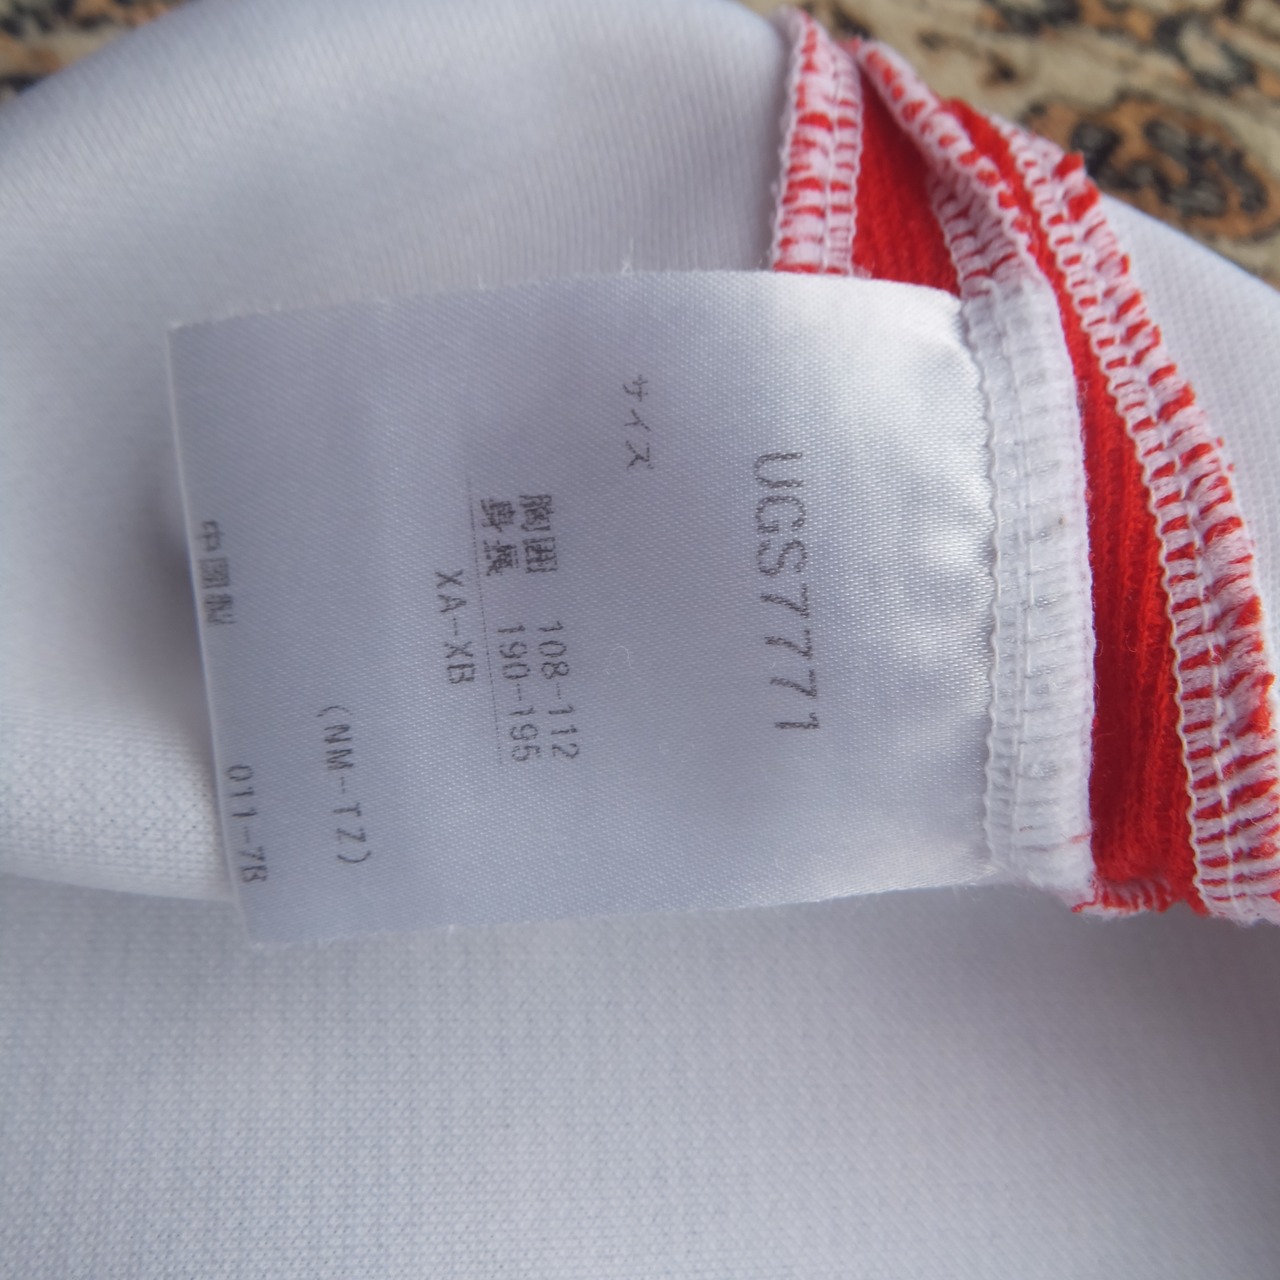 UGS7771
サイズ
胸囲 108-112
身長 190-195
XA-XB
(NM-TZ)
中国製 011-7B